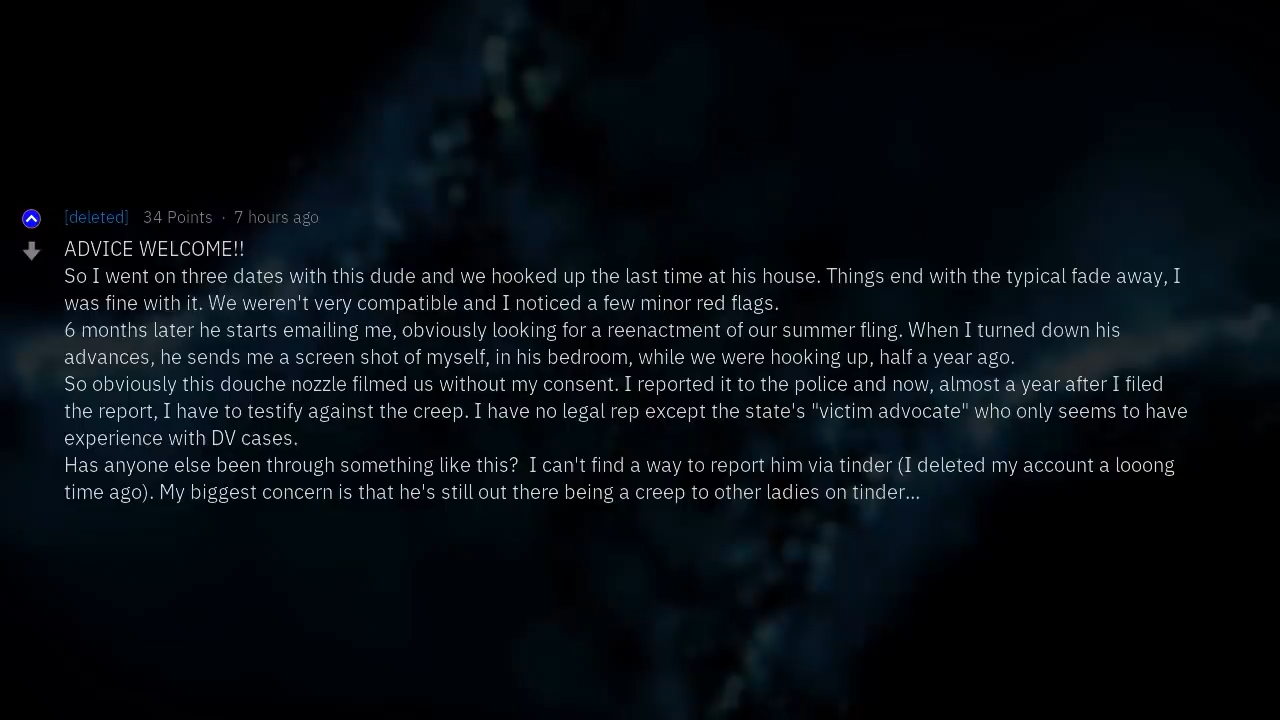 [deleted] 34 Points · 7 hours ago
ADVICE WELCOME!!
So I went on three dates with this dude and we hooked up the last time at his house. Things end with the typical fade away, I
was fine with it. We weren't very compatible and I noticed a few minor red flags.
6 months later he starts emailing me, obviously looking for a reenactment of our summer fling. When I turned down his
advances, he sends me a screen shot of myself, in his bedroom, while we were hooking up, half a year ago.
So obviously this douche nozzle filmed us without my consent. I reported it to the police and now, almost a year after I filed
the report, I have to testify against the creep. I have no legal rep except the state's "victim advocate" who only seems to have
experience with DV cases.
Has anyone else been through something like this?  I can't find a way to report him via tinder (I deleted my account a looong
time ago). My biggest concern is that he's still out there being a creep to other ladies on tinder...